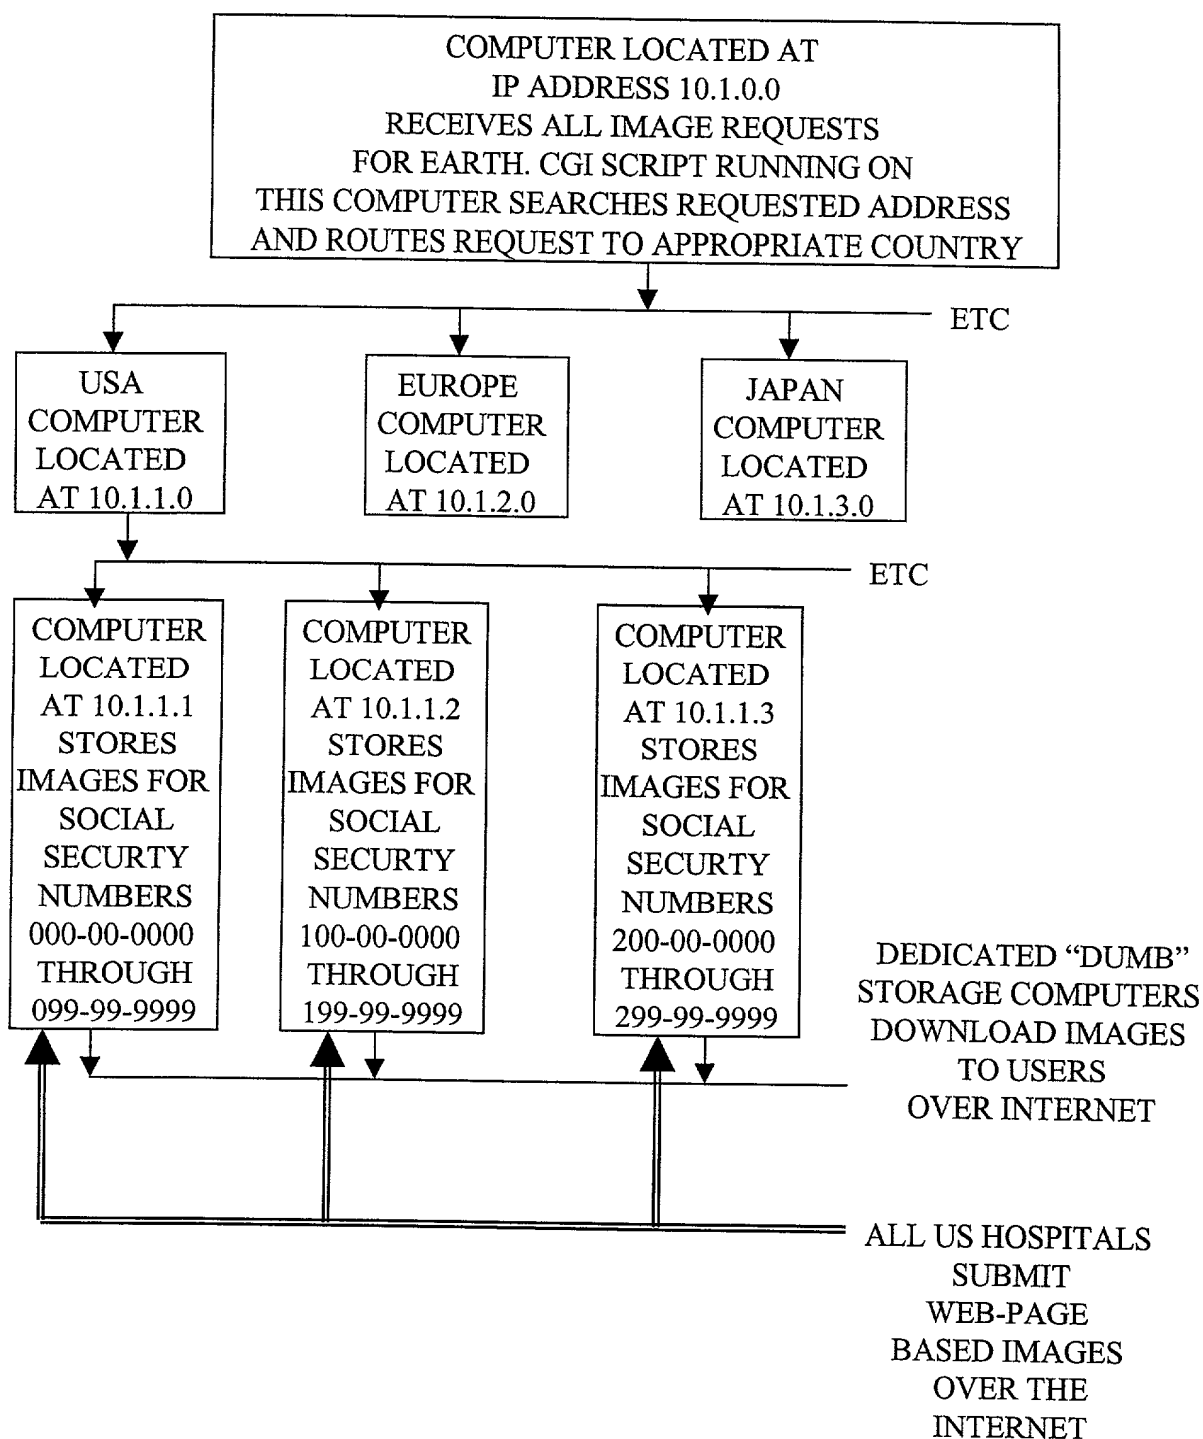 COMPUTER LOCATED AT
IP ADDRESS 10.1.0.0
RECEIVES ALL IMAGE REQUESTS
FOR EARTH. CGI SCRIPT RUNNING ON
THIS COMPUTER SEARCHES REQUESTED ADDRESS
AND ROUTES REQUEST TO APPROPRIATE COUNTRY
ETC
USA
COMPUTER
LOCATED
AT 10.1.1.0
EUROPE
COMPUTER
LOCATED
AT 10.1.2.0
JAPAN
COMPUTER
LOCATED
AT 10.1.3.0
ETC
COMPUTER
LOCATED
AT 10.1.1.1
STORES
IMAGES FOR
SOCIAL
SECURTY
NUMBERS
000-00-0000
THROUGH
099-99-9999
COMPUTER
LOCATED
AT 10.1.1.2
STORES
IMAGES FOR
SOCIAL
SECURTY
NUMBERS
100-00-0000
THROUGH
199-99-9999
COMPUTER
LOCATED
AT 10.1.1.3
STORES
IMAGES FOR
SOCIAL
SECURTY
NUMBERS
200-00-0000
THROUGH
299-99-9999
DEDICATED “DUMB”
STORAGE COMPUTERS
DOWNLOAD IMAGES
TO USERS
OVER INTERNET
ALL US HOSPITALS
SUBMIT
WEB-PAGE
BASED IMAGES
OVER THE
INTERNET